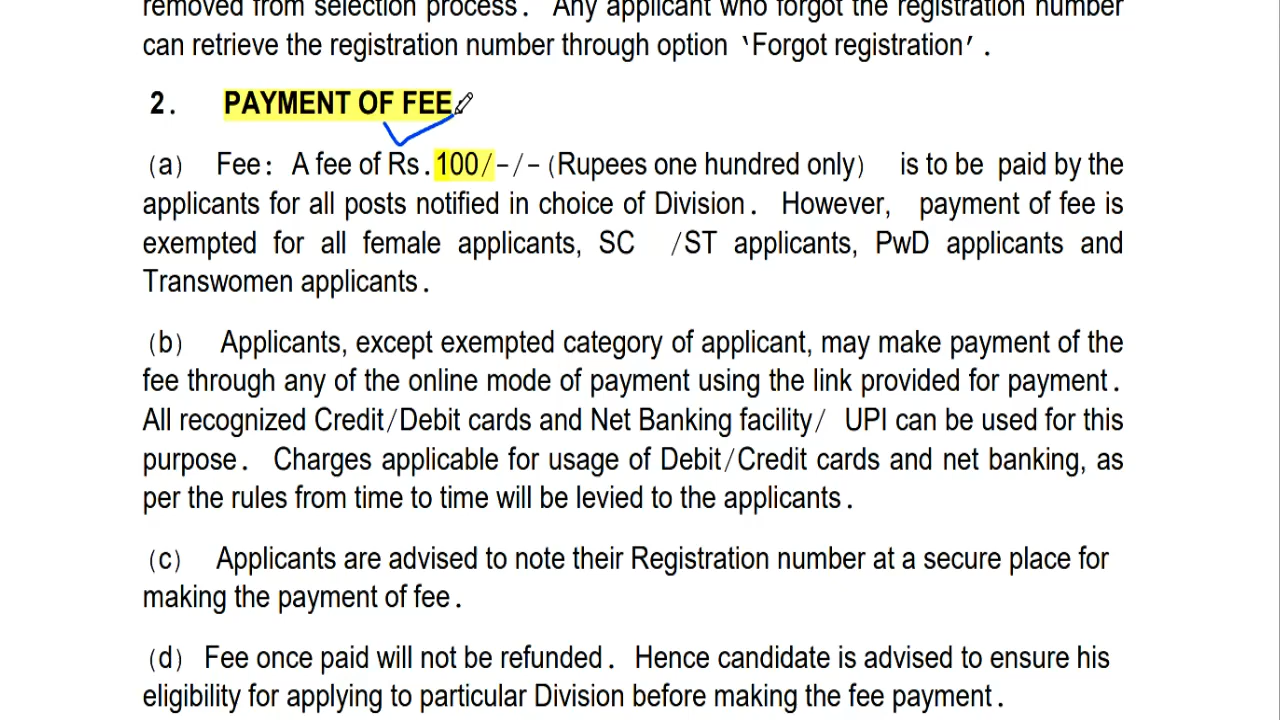 removed from selection process. Any applicant who forgot the registration number
can retrieve the registration number through option ‘Forgot registration’.
2. PAYMENT OF FEE
(a) Fee: A fee of Rs.100/-/-(Rupees one hundred only) is to be paid by the
applicants for all posts notified in choice of Division. However, payment of fee is
exempted for all female applicants, SC /ST applicants, PwD applicants and
Transwomen applicants.
(b) Applicants, except exempted category of applicant, may make payment of the
fee through any of the online mode of payment using the link provided for payment.
All recognized Credit/Debit cards and Net Banking facility/ UPI can be used for this
purpose. Charges applicable for usage of Debit/Credit cards and net banking, as
per the rules from time to time will be levied to the applicants.
(c) Applicants are advised to note their Registration number at a secure place for
making the payment of fee.
(d) Fee once paid will not be refunded. Hence candidate is advised to ensure his
eligibility for applying to particular Division before making the fee payment.